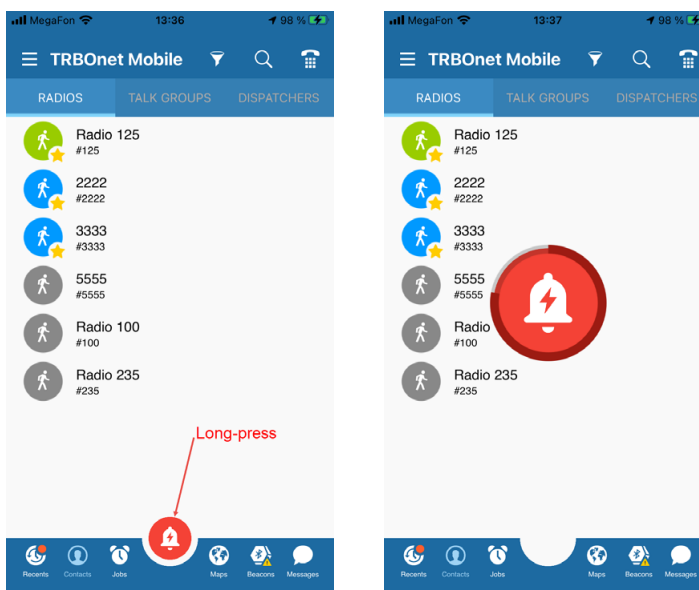 MegaFon 13:36 98 %
TRBOnet Mobile
RADIOS TALK GROUPS DISPATCHERS
Radio 125
#125
2222
#2222
3333
#3333
5555
#5555
Radio 100
#100
Radio 235
#235
Long-press
Recents Contacts Jobs Maps Beacons Messages
MegaFon 13:37 98 %
TRBOnet Mobile
RADIOS TALK GROUPS DISPATCHERS
Radio 125
#125
2222
#2222
3333
#3333
5555
#5555
Radio
#100
Radio 235
#235
Recents Contacts Jobs Maps Beacons Messages